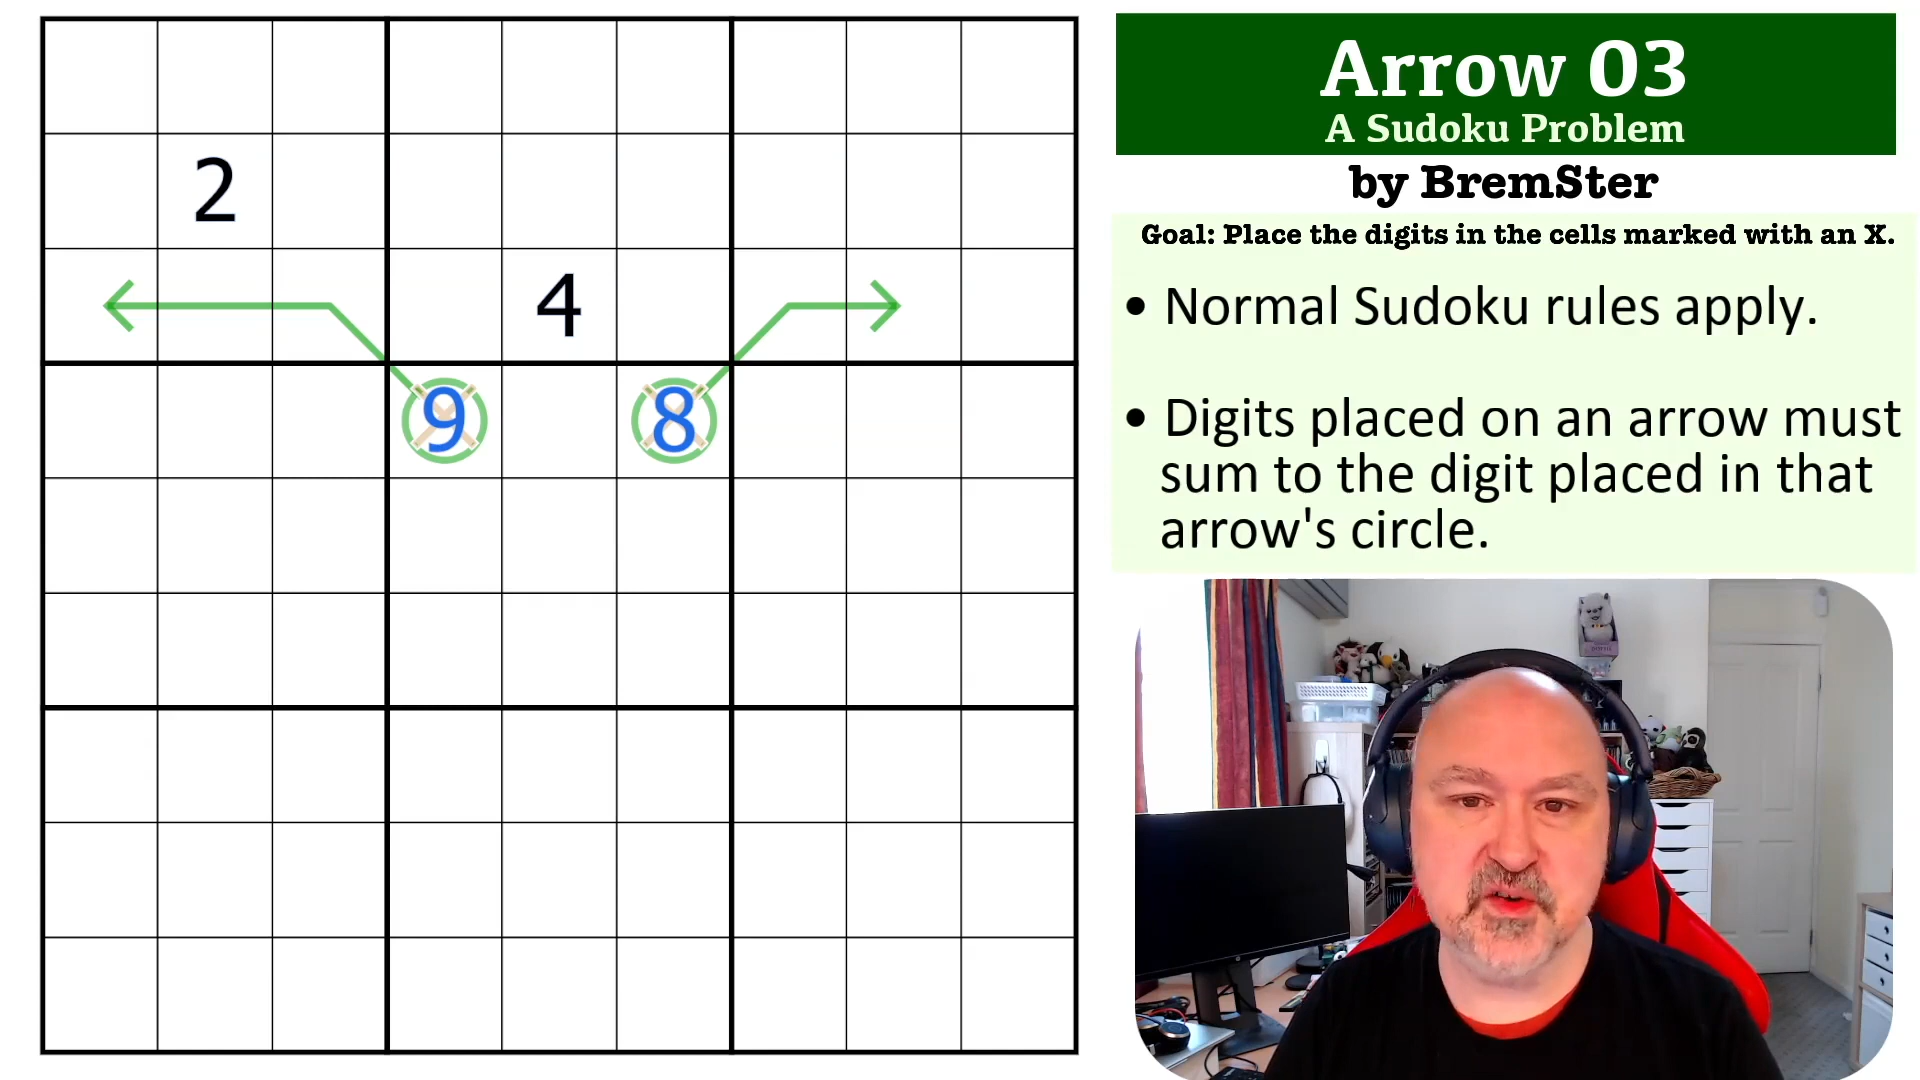 Arrow 03
A Sudoku Problem
by BremSter
Goal: Place the digits in the cells marked with an X.
• Normal Sudoku rules apply.
• Digits placed on an arrow must
sum to the digit placed in that
arrow's circle.
2
4
9 8